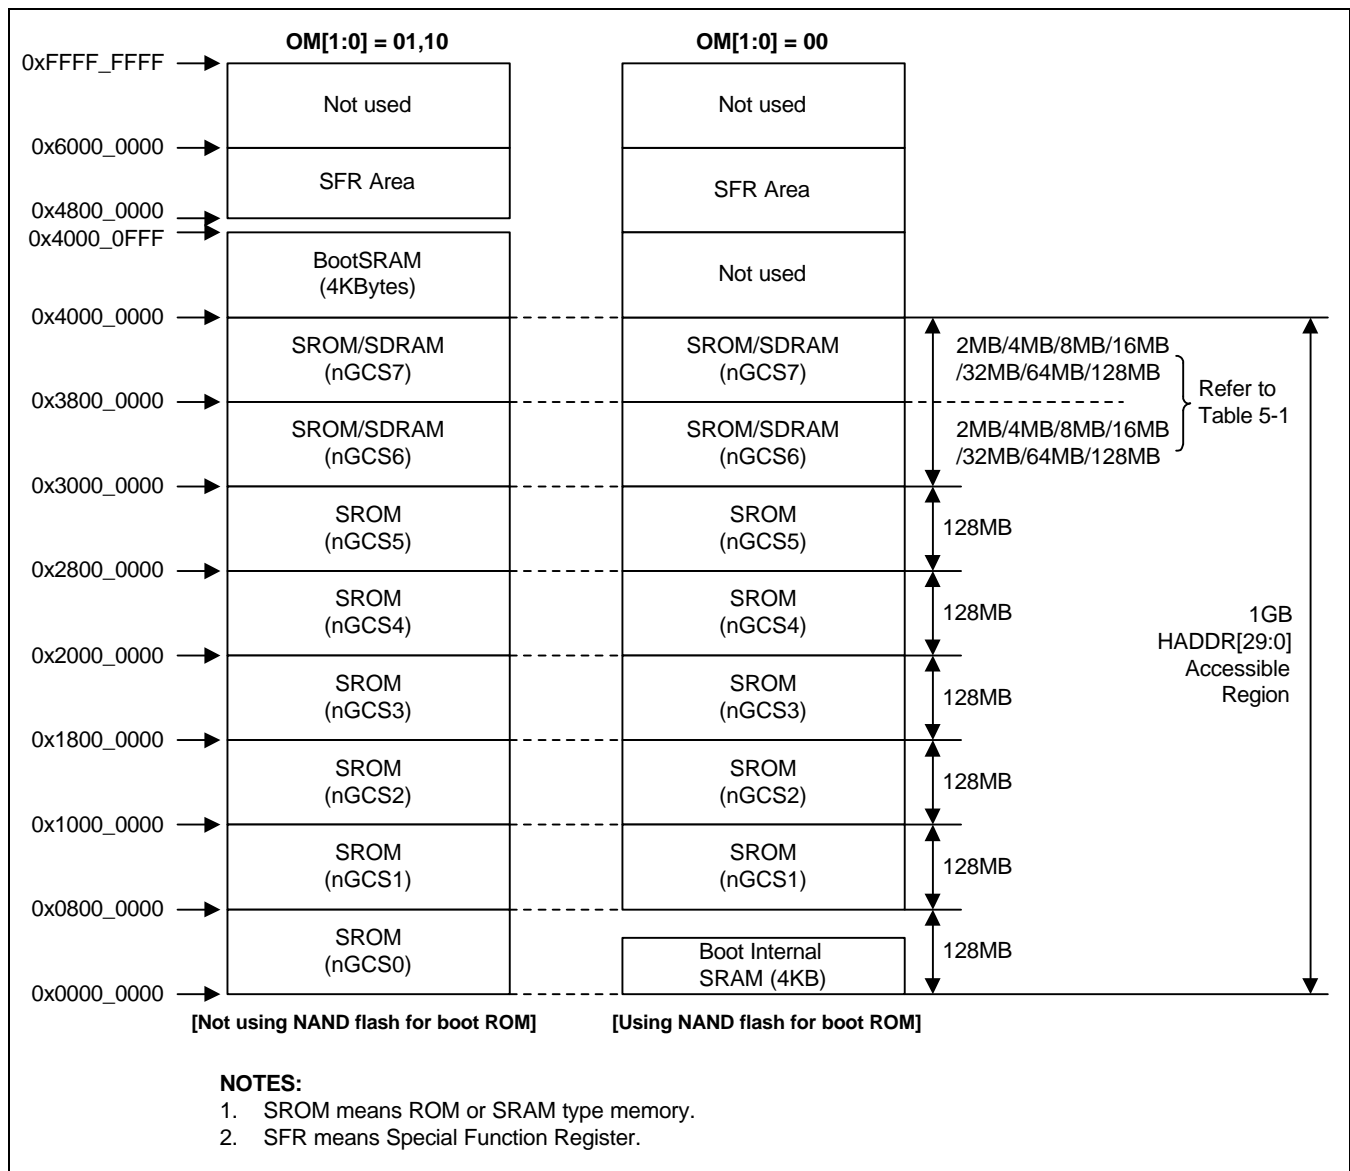 OM[1:0] = 01,10
OM[1:0] = 00
0xFFFF_FFFF
Not used
Not used
0x6000_0000
SFR Area
SFR Area
0x4800_0000
0x4000_0FFF
BootSRAM
(4KBytes)
Not used
0x4000_0000
SROM/SDRAM
(nGCS7)
SROM/SDRAM
(nGCS7)
2MB/4MB/8MB/16MB
/32MB/64MB/128MB
Refer to
Table 5-1
0x3800_0000
SROM/SDRAM
(nGCS6)
SROM/SDRAM
(nGCS6)
2MB/4MB/8MB/16MB
/32MB/64MB/128MB
0x3000_0000
SROM
(nGCS5)
SROM
(nGCS5)
128MB
0x2800_0000
SROM
(nGCS4)
SROM
(nGCS4)
128MB
1GB
HADDR[29:0]
Accessible
Region
0x2000_0000
SROM
(nGCS3)
SROM
(nGCS3)
128MB
0x1800_0000
SROM
(nGCS2)
SROM
(nGCS2)
128MB
0x1000_0000
SROM
(nGCS1)
SROM
(nGCS1)
128MB
0x0800_0000
SROM
(nGCS0)
Boot Internal
SRAM (4KB)
128MB
0x0000_0000
[Not using NAND flash for boot ROM]
[Using NAND flash for boot ROM]
NOTES:
1. SROM means ROM or SRAM type memory.
2. SFR means Special Function Register.